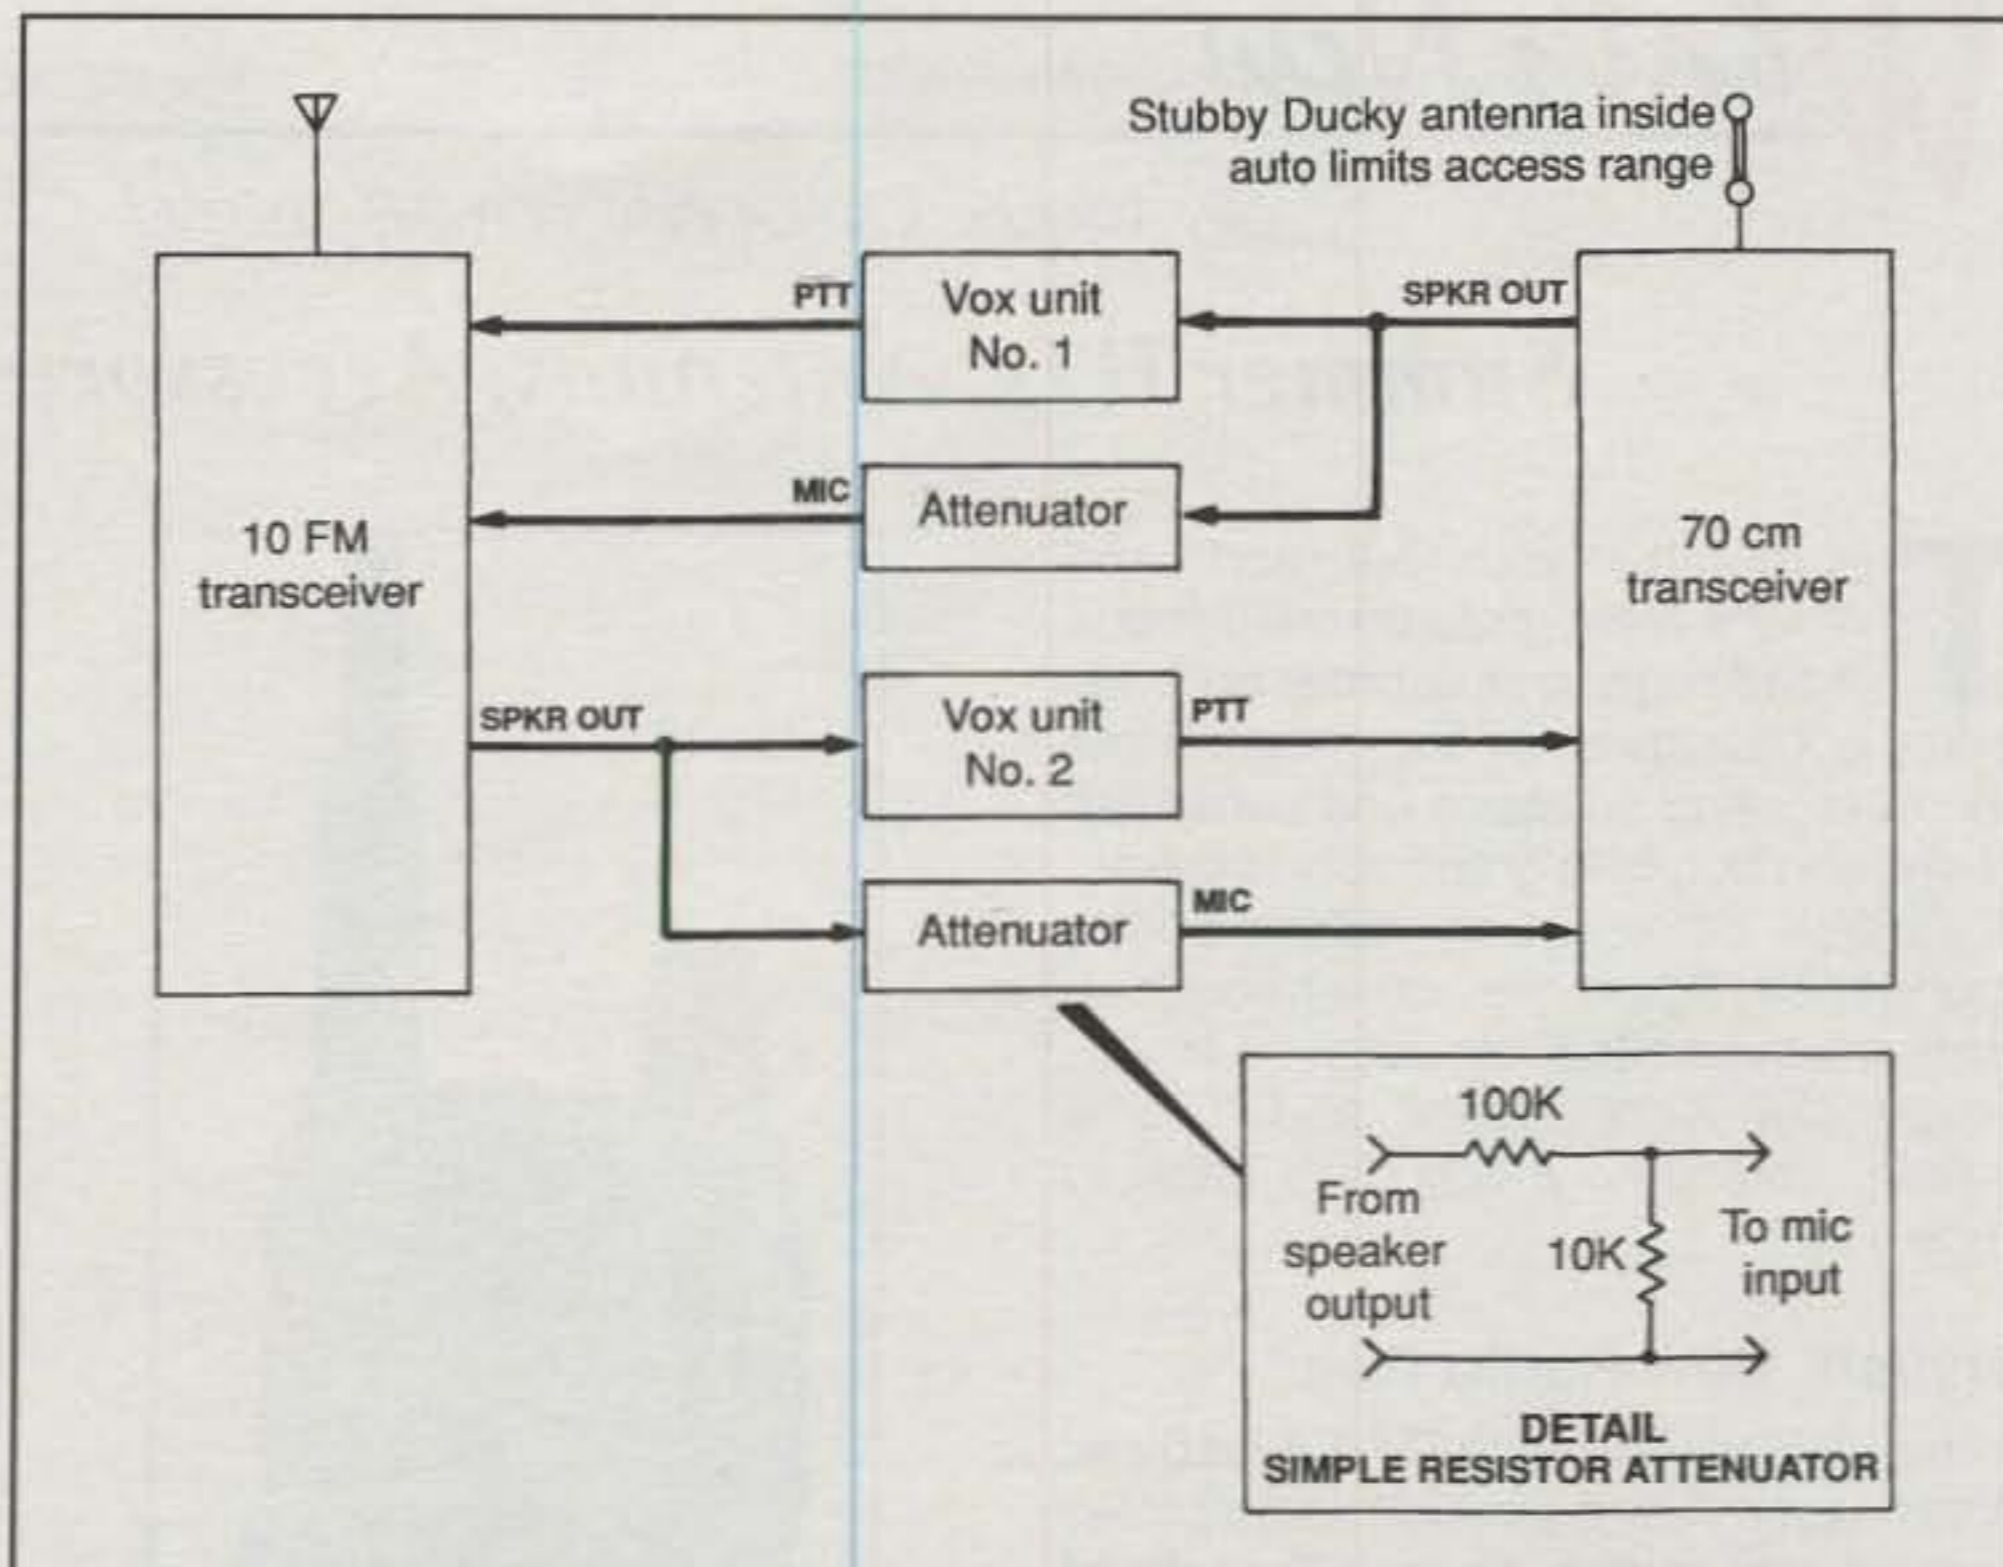 Stubby Ducky antenna inside
auto limits access range
PTT
Vox unit
No. 1
SPKR OUT
MIC
Attenuator
10 FM
transceiver
70 cm
transceiver
SPKR OUT
Vox unit
No. 2
PTT
Attenuator
MIC
100K
From
speaker
output
10K
To mic
input
DETAIL
SIMPLE RESISTOR ATTENUATOR